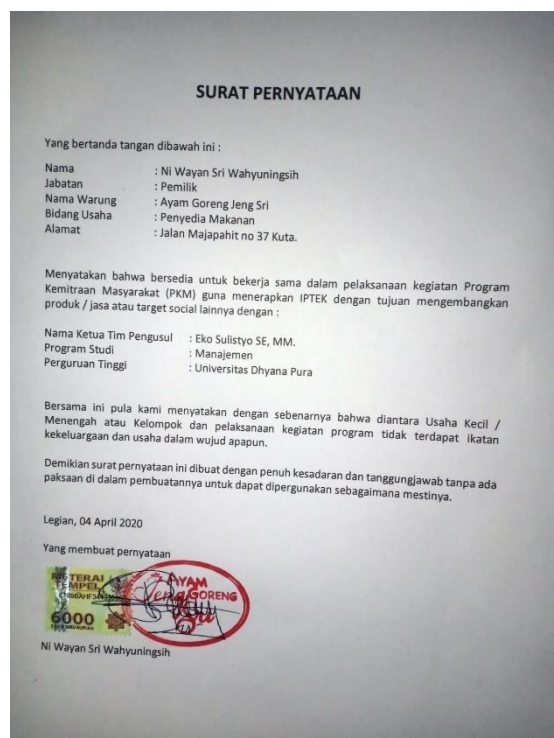 SURAT PERNYATAAN
Yang bertanda tangan dibawah ini :
Nama : Ni Wayan Sri Wahyuningsih
Jabatan : Pemilik
Nama Warung : Ayam Goreng Jeng Sri
Bidang Usaha : Penyedia Makanan
Alamat : Jalan Majapahit no 37 Kuta.
Menyatakan bahwa bersedia untuk bekerja sama dalam pelaksanaan kegiatan Program
Kemitraan Masyarakat (PKM) guna menerapkan IPTEK dengan tujuan mengembangkan
produk / jasa atau target social lainnya dengan :
Nama Ketua Tim Pengusul : Eko Sulistyo SE, MM.
Program Studi : Manajemen
Perguruan Tinggi : Universitas Dhyana Pura
Bersama ini pula kami menyatakan dengan sebenarnya bahwa diantara Usaha Kecil /
Menengah atau Kelompok dan pelaksanaan kegiatan program tidak terdapat ikatan
kekeluargaan dan usaha dalam wujud apapun.
Demikian surat pernyataan ini dibuat dengan penuh kesadaran dan tanggungjawab tanpa ada
paksaan di dalam pembuatannya untuk dapat dipergunakan sebagaimana mestinya.
Legian, 04 April 2020
Yang membuat pernyataan
METERAI
TEMPEL
6000
AYAM
GORENG
Jeng
Sri
Ni Wayan Sri Wahyuningsih